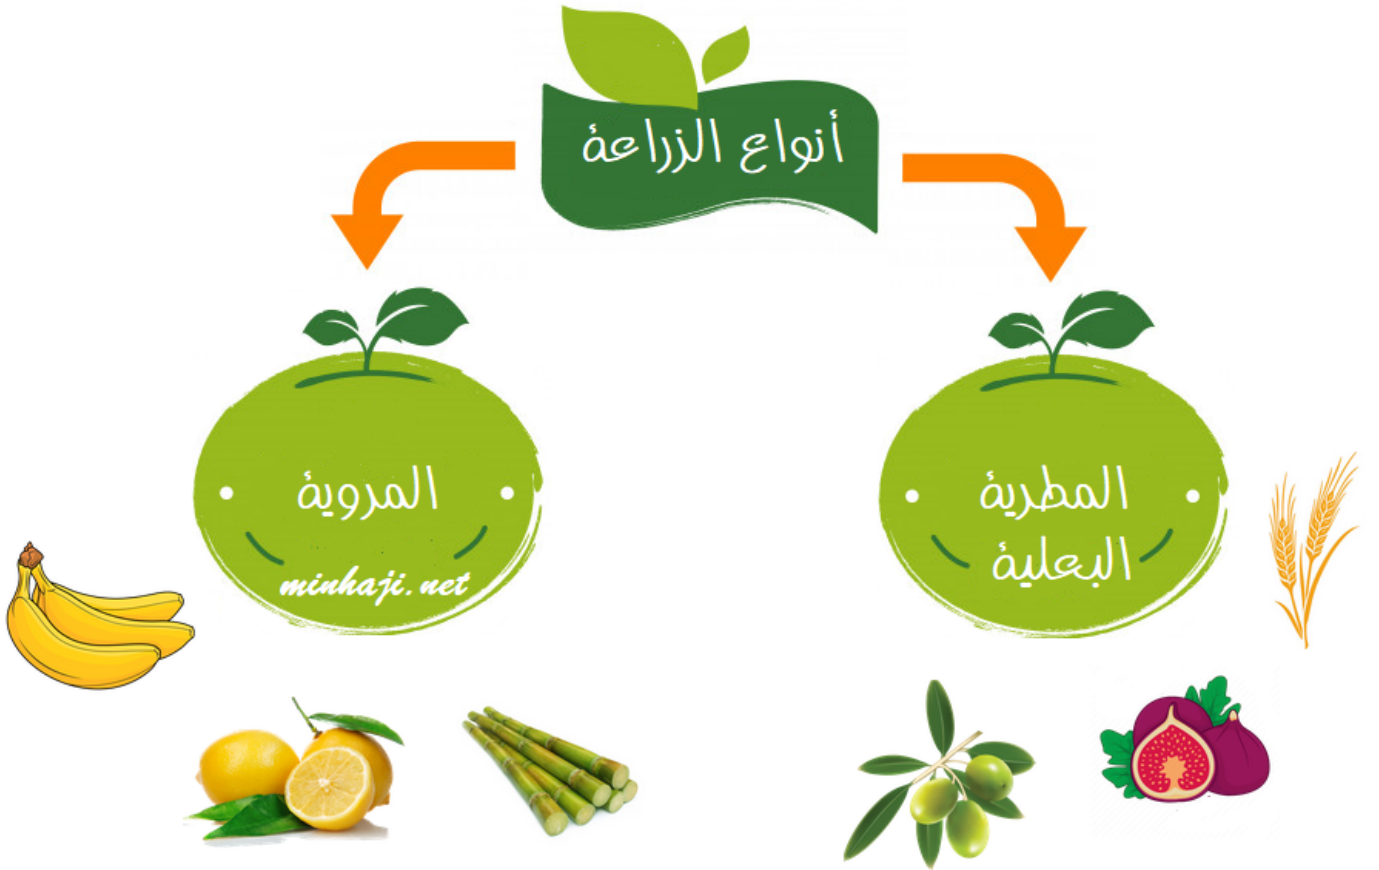 أنواع الزراعة
المطرية
البعلية
المروية
minhaji.net